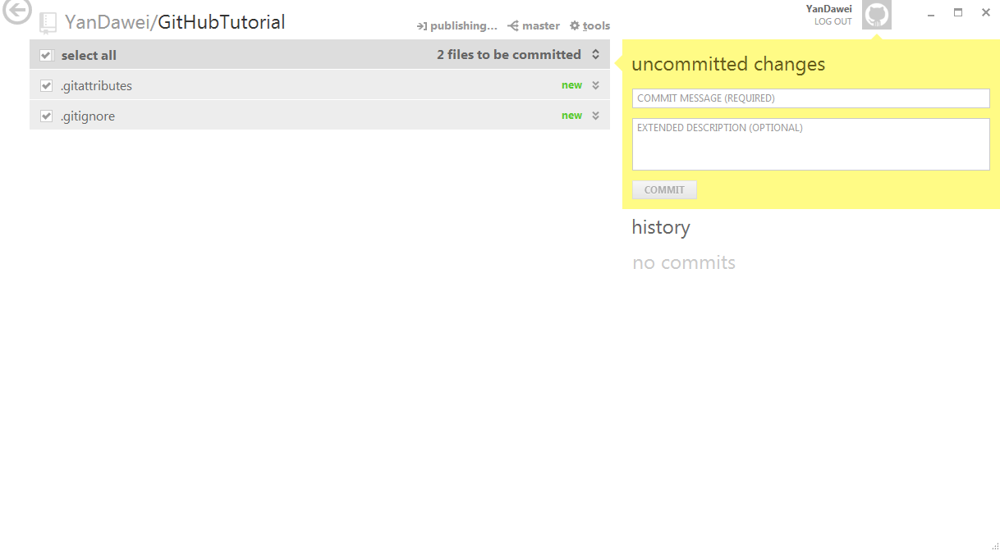 YanDawei/GitHubTutorial
publishing... master tools
YanDawei
LOG OUT
select all 2 files to be committed
.gitattributes new
.gitignore new
uncommitted changes
COMMIT MESSAGE (REQUIRED)
EXTENDED DESCRIPTION (OPTIONAL)
COMMIT
history
no commits